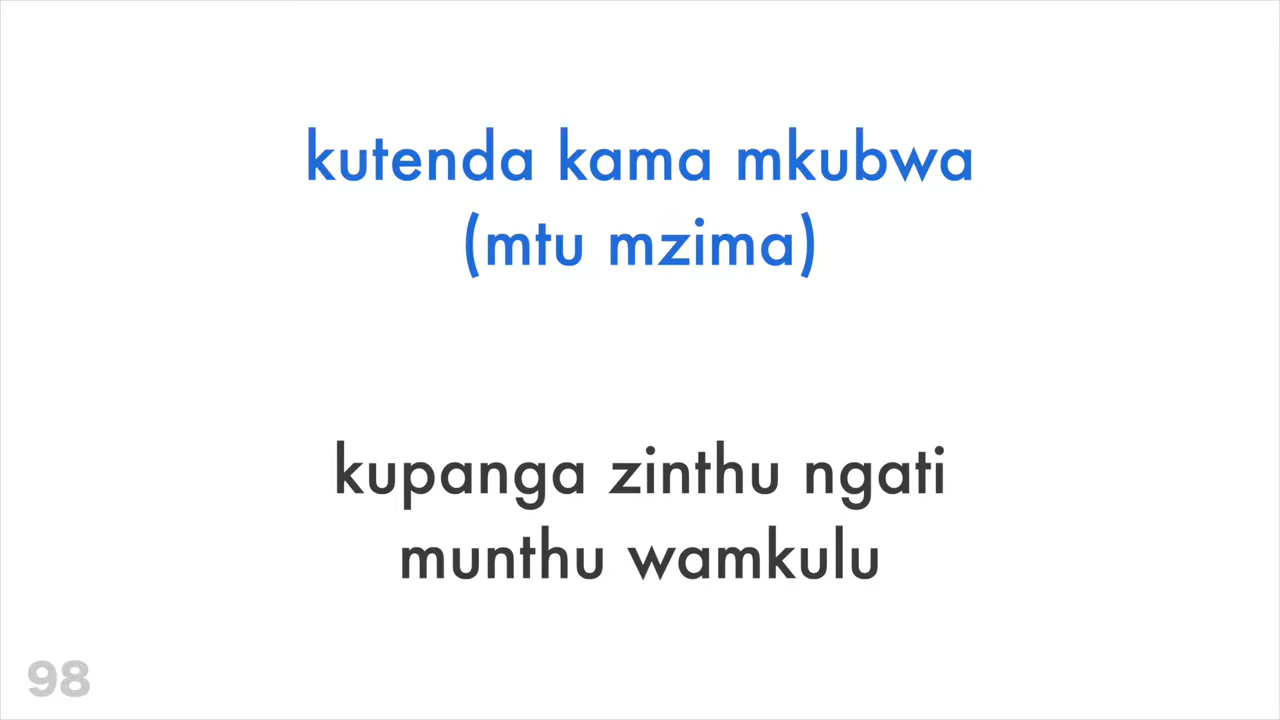 kutenda kama mkubwa
(mtu mzima)
kupanga zinthu ngati
munthu wamkulu
98